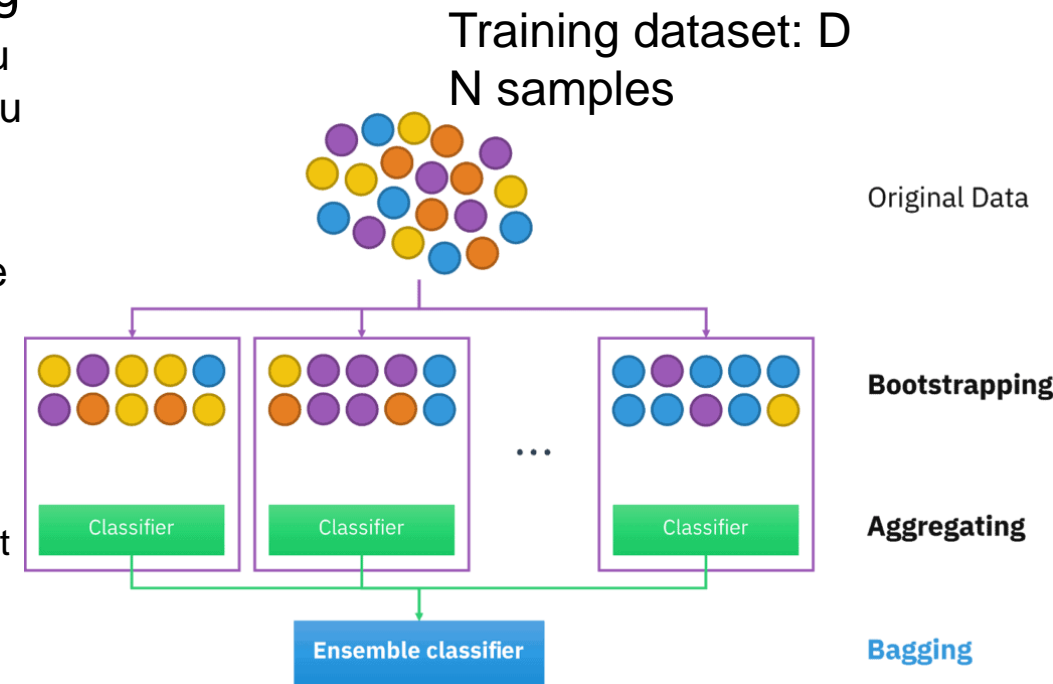 g
u
u
e
t
Training dataset: D
N samples
Original Data
Bootstrapping
...
Classifier
Classifier
Classifier
Aggregating
Ensemble classifier
Bagging